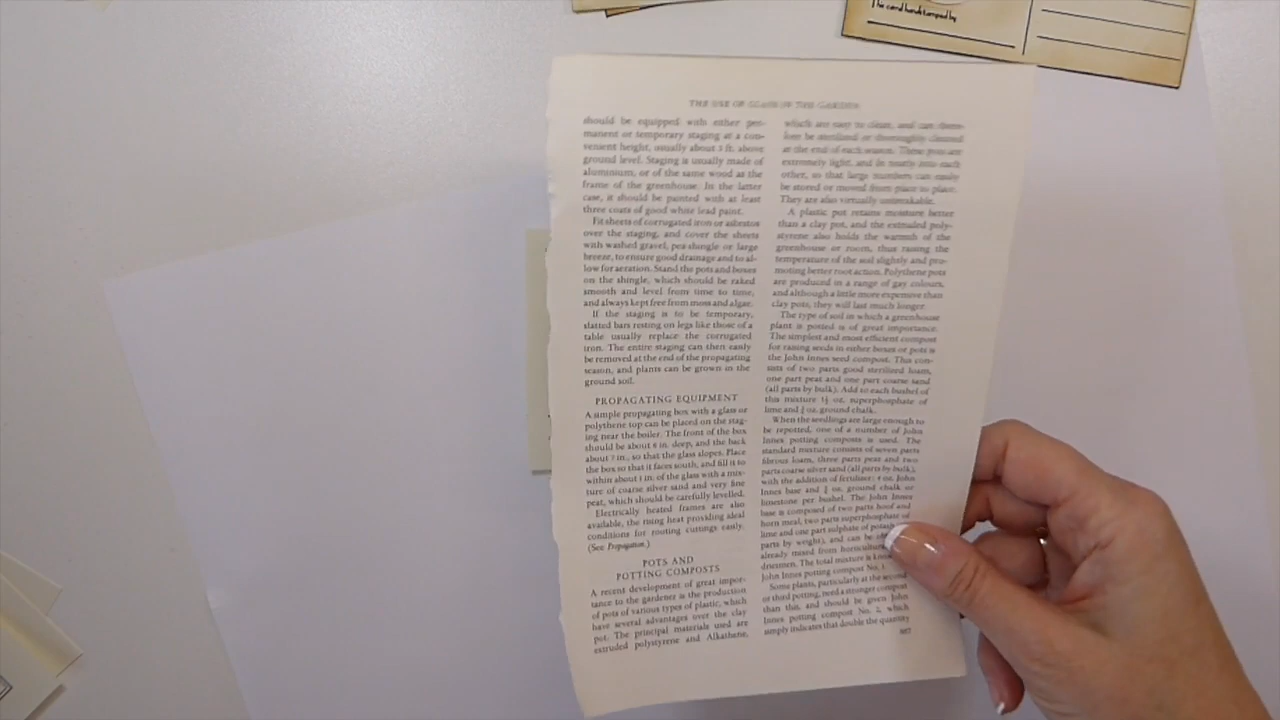 The card hand stamped by
THE USE OF GLASS IN THE GARDEN
should be equipped with either per-
manent or temporary staging at a con-
venient height, usually about 3 ft. above
ground level. Staging is usually made of
aluminium, or of the same wood as the
frame of the greenhouse. In the latter
case, it should be painted with at least
three coats of good white lead paint.
Fit sheets of corrugated iron or asbestos
over the staging, and cover the sheets
with washed gravel, pea shingle or large
breeze, to ensure good drainage and to al-
low for aeration. Stand the pots and boxes
on the shingle, which should be raked
smooth and level from time to time,
and always kept free from moss and algae.
If the staging is to be temporary,
slatted bars resting on legs like those of a
table usually replace the corrugated
iron. The entire staging can then easily
be removed at the end of the propagating
season, and plants can be grown in the
ground soil.
PROPAGATING EQUIPMENT
A simple propagating box with a glass or
polythene top can be placed on the stag-
ing near the boiler. The front of the box
should be about 6 in. deep, and the back
about 7 in., so that the glass slopes. Place
the box so that it faces south, and fill it to
within about 1 in. of the glass with a mix-
ture of coarse silver sand and very fine
peat, which should be carefully levelled.
Electrically heated frames are also
available, the rising heat providing ideal
conditions for rooting cuttings easily.
(See Propagation.)
POTS AND
POTTING COMPOSTS
A recent development of great impor-
tance to the gardener is the production
of pots of various types of plastic, which
have several advantages over the clay
pot. The principal materials used are
extruded polystyrene and Alkathene,
which are easy to clean, and can there-
fore be sterilized or thoroughly cleaned
at the end of each season. These pots are
extremely light, and fit neatly into each
other, so that large numbers can easily
be stored or moved from place to place.
They are also virtually unbreakable.
A plastic pot retains moisture better
than a clay pot, and the extruded poly-
styrene also holds the warmth of the
greenhouse or room, thus raising the
temperature of the soil slightly and pro-
moting better root action. Polythene pots
are produced in a range of gay colours,
and although a little more expensive than
clay pots, they will last much longer.
The type of soil in which a greenhouse
plant is potted is of great importance.
The simplest and most efficient compost
for raising seeds in either boxes or pots is
the John Innes seed compost. This con-
sists of two parts good sterilized loam,
one part peat and one part coarse sand
(all parts by bulk). Add to each bushel of
this mixture 1½ oz. superphosphate of
lime and ¾ oz. ground chalk.
When the seedlings are large enough to
be repotted, one of a number of John
Innes potting composts is used. The
standard mixture consists of seven parts
fibrous loam, three parts peat and two
parts coarse silver sand (all parts by bulk),
with the addition of fertilizer: 4 oz. John
Innes base and ¾ oz. ground chalk or
limestone per bushel. The John Innes
base is composed of two parts hoof and
horn meal, two parts superphosphate of
lime and one part sulphate of potash
parts by weight), and can be
already mixed from horticultur
driesmen. The total mixture is know
John Innes potting compost No. 1.
Some plants, particularly at the second
or third potting, need a stronger compost
than this, and should be given John
Innes potting compost No. 2, which
simply indicates that double the quantity